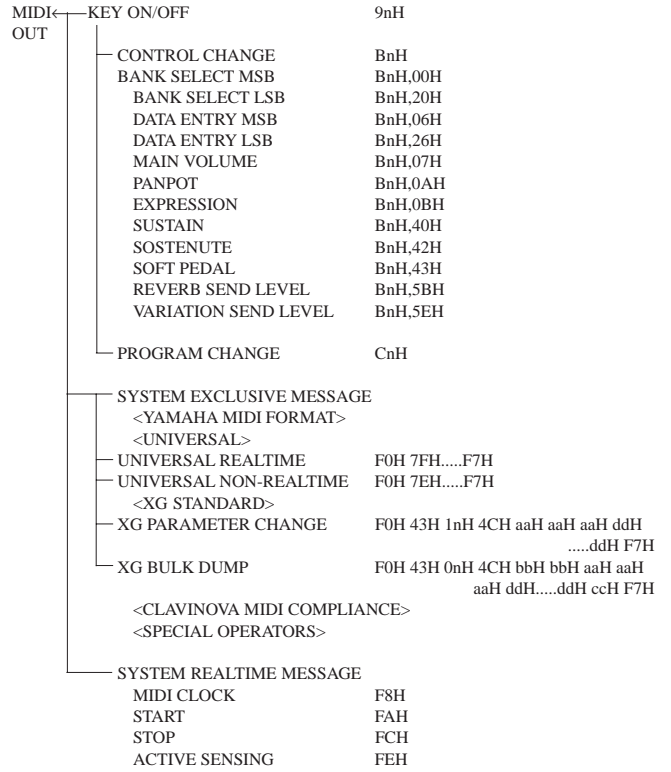 MIDI KEY ON/OFF 9nH
OUT
CONTROL CHANGE BnH
BANK SELECT MSB BnH,00H
BANK SELECT LSB BnH,20H
DATA ENTRY MSB BnH,06H
DATA ENTRY LSB BnH,26H
MAIN VOLUME BnH,07H
PANPOT BnH,0AH
EXPRESSION BnH,0BH
SUSTAIN BnH,40H
SOSTENUTE BnH,42H
SOFT PEDAL BnH,43H
REVERB SEND LEVEL BnH,5BH
VARIATION SEND LEVEL BnH,5EH
PROGRAM CHANGE CnH
SYSTEM EXCLUSIVE MESSAGE
<YAMAHA MIDI FORMAT>
<UNIVERSAL>
UNIVERSAL REALTIME F0H 7FH.....F7H
UNIVERSAL NON-REALTIME F0H 7EH.....F7H
<XG STANDARD>
XG PARAMETER CHANGE F0H 43H 1nH 4CH aaH aaH aaH ddH
.....ddH F7H
XG BULK DUMP F0H 43H 0nH 4CH bbH bbH aaH aaH
aaH ddH.....ddH ccH F7H
<CLAVINOVA MIDI COMPLIANCE>
<SPECIAL OPERATORS>
SYSTEM REALTIME MESSAGE
MIDI CLOCK F8H
START FAH
STOP FCH
ACTIVE SENSING FEH